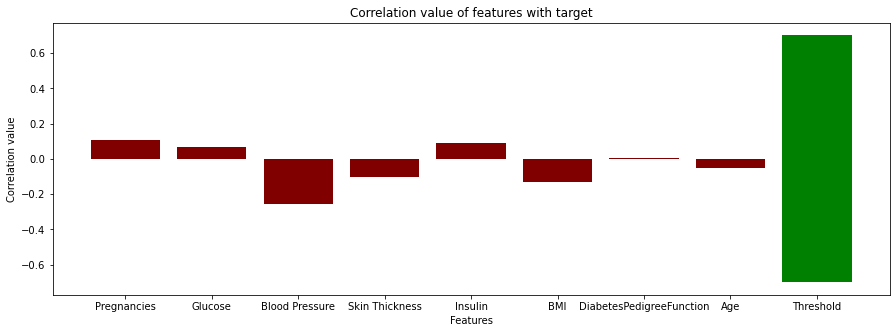 Correlation value of features with target
Correlation value
0.6
0.4
0.2
0.0
−0.2
−0.4
−0.6
Pregnancies Glucose Blood Pressure Skin Thickness Insulin BMI DiabetesPedigreeFunction Age Threshold
Features